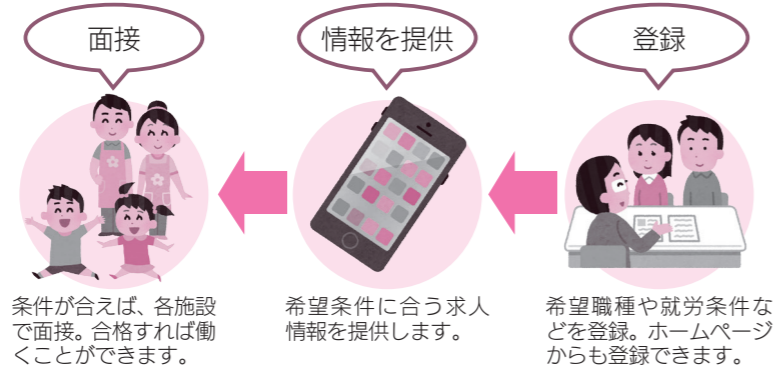 登録
希望職種や就労条件な
どを登録。ホームページ
からも登録できます。
情報を提供
希望条件に合う求人
情報を提供します。
面接
条件が合えば、各施設
で面接。合格すれば働
くことができます。